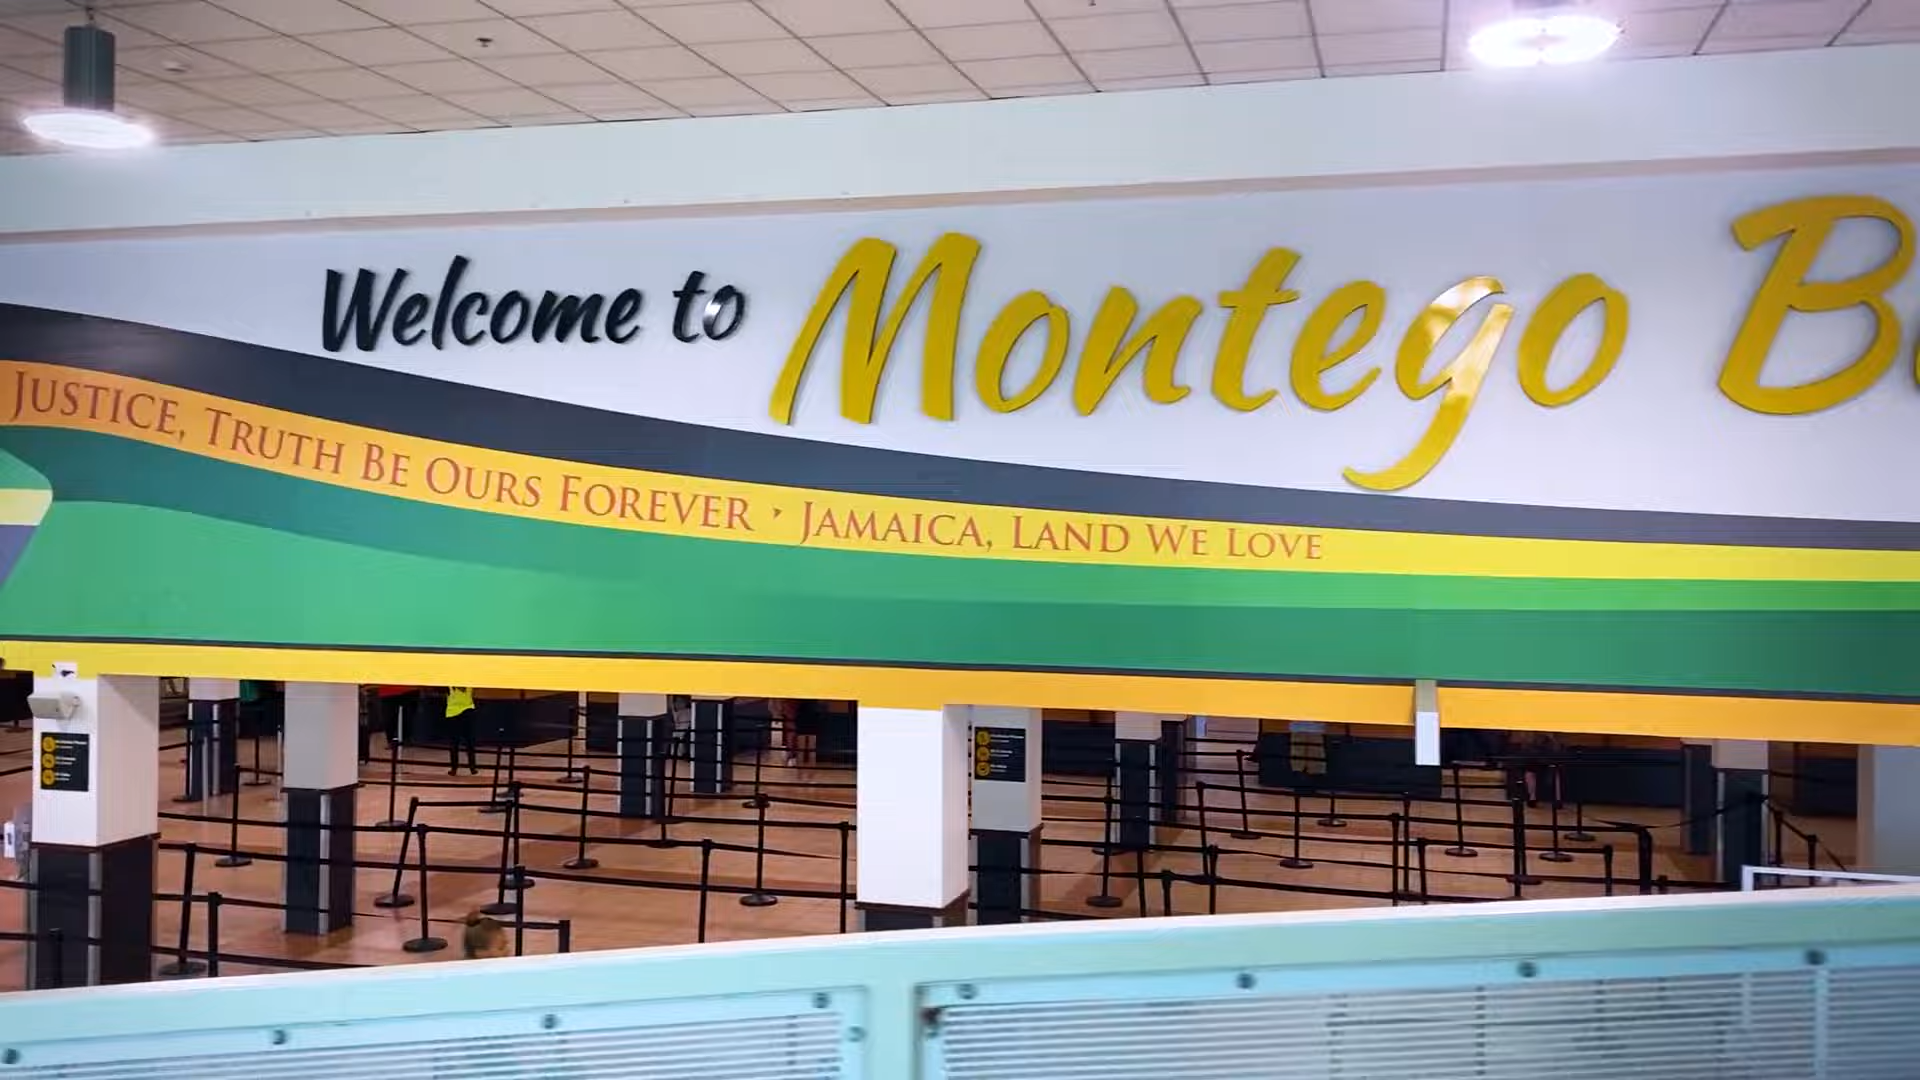 Welcome to Montego B
JUSTICE, TRUTH BE OURS FOREVER • JAMAICA, LAND WE LOVE